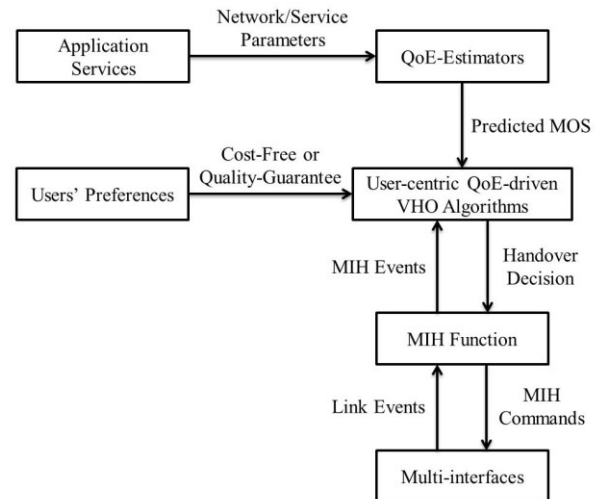 Network/Service
Parameters
Application
Services
QoE-Estimators
Predicted MOS
Cost-Free or
Quality-Guarantee
Users’ Preferences
User-centric QoE-driven
VHO Algorithms
MIH Events
Handover
Decision
MIH Function
Link Events
MIH
Commands
Multi-interfaces